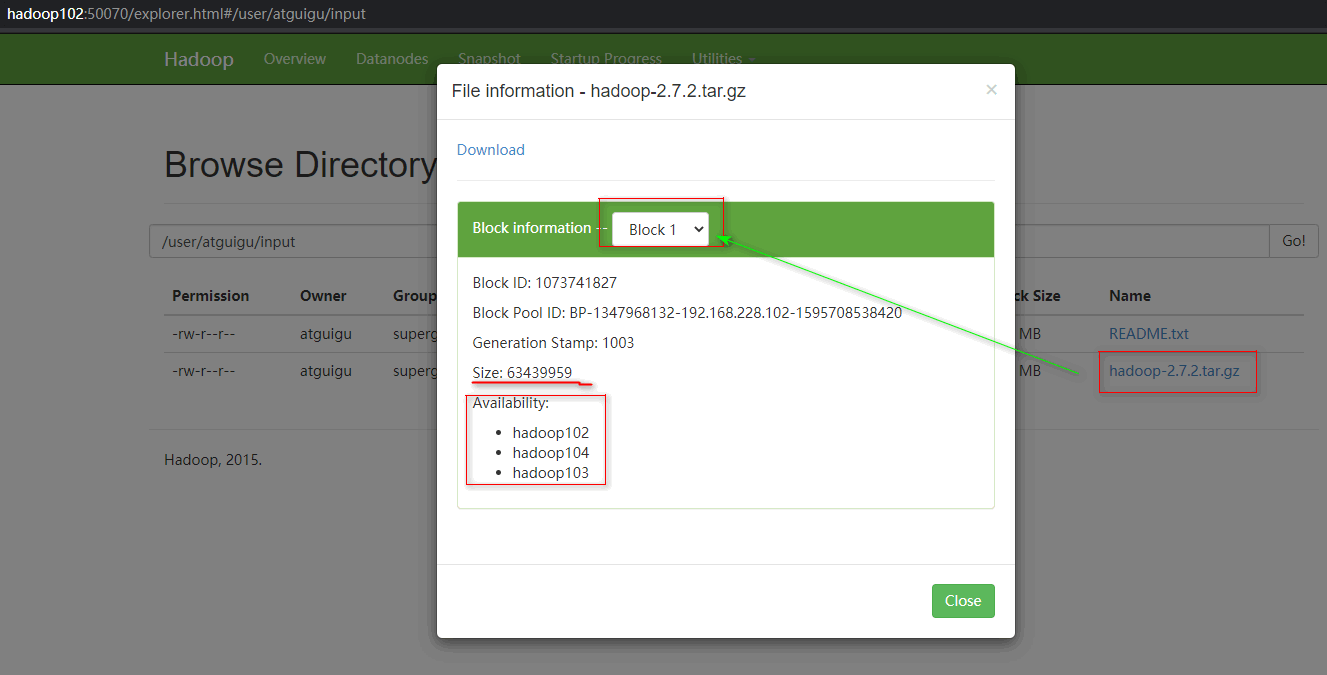 hadoop102:50070/explorer.html#/user/atguigu/input
Hadoop Overview Datanodes Snapshot Startup Progress Utilities
File information - hadoop-2.7.2.tar.gz ×
Download
Browse Directory
Block information -- Block 1
/user/atguigu/input Go!
Block ID: 1073741827
Permission Owner Group ck Size Name
Block Pool ID: BP-1347968132-192.168.228.102-1595708538420
-rw-r--r-- atguigu superg MB README.txt
Generation Stamp: 1003
-rw-r--r-- atguigu superg MB hadoop-2.7.2.tar.gz
Size: 63439959
Availability:
• hadoop102
• hadoop104
• hadoop103
Hadoop, 2015.
Close